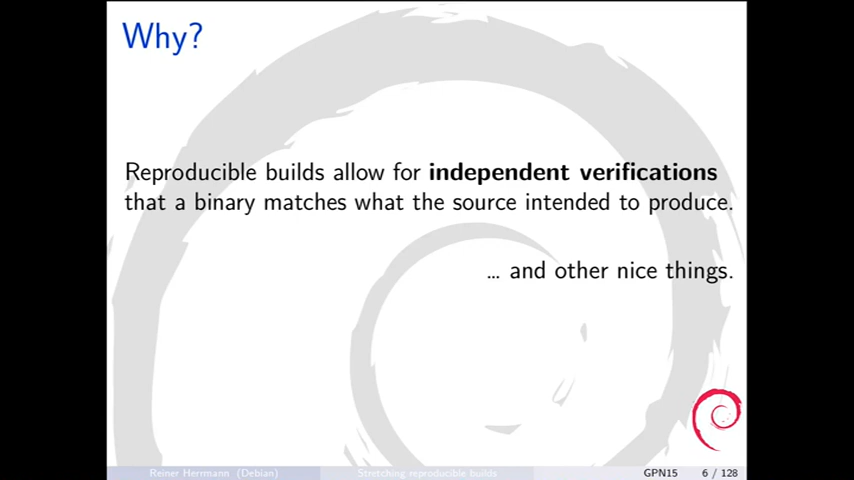 Why?
Reproducible builds allow for independent verifications
that a binary matches what the source intended to produce.
... and other nice things.
Reiner Herrmann (Debian) Stretching reproducible builds GPN15 6 / 128